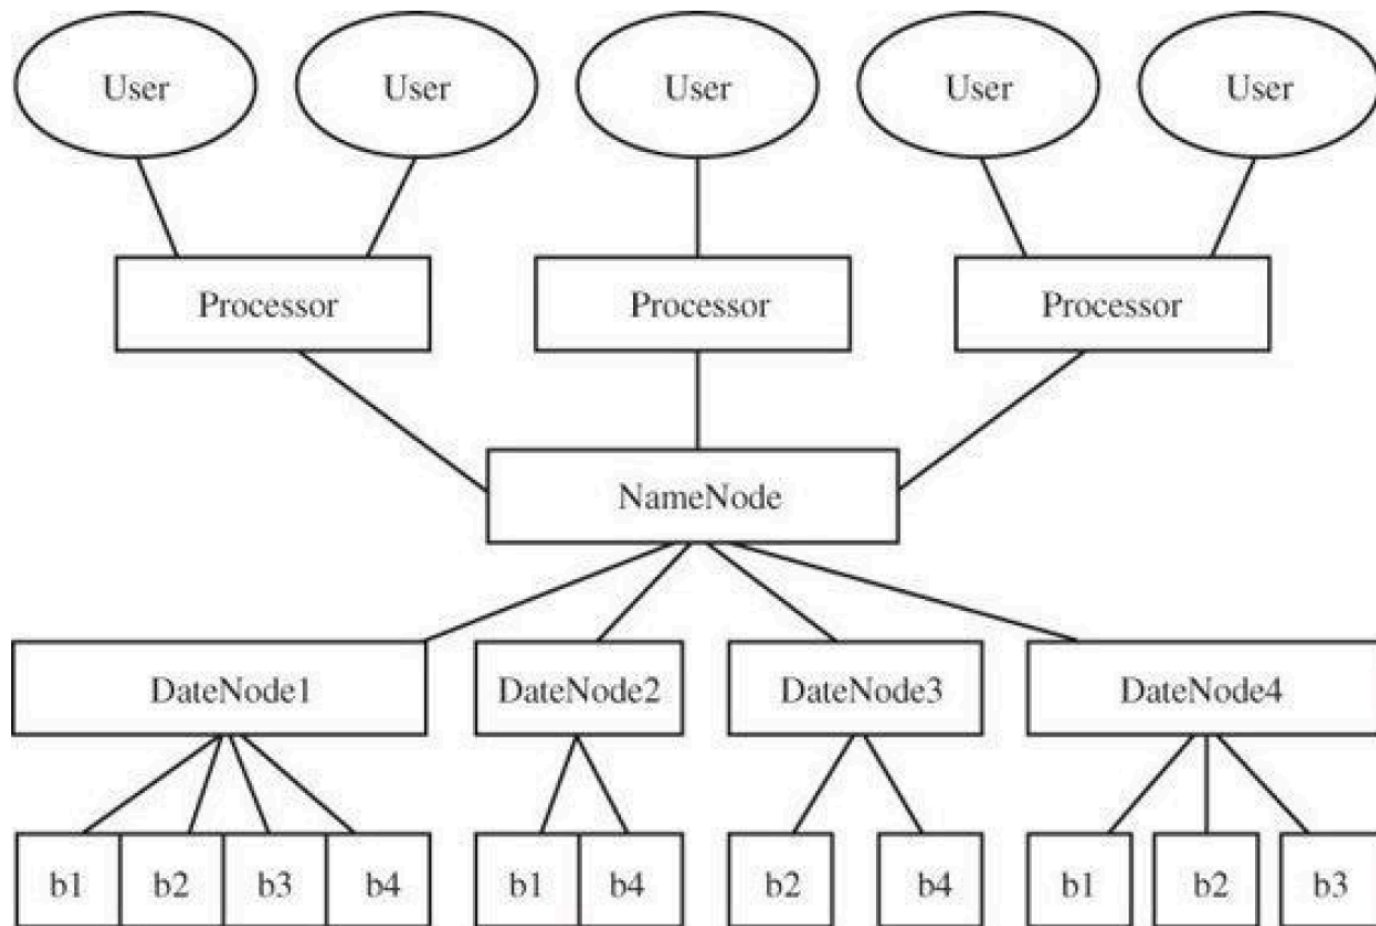 User User User User User
Processor Processor Processor
NameNode
DateNode1 DateNode2 DateNode3 DateNode4
b1 b2 b3 b4 b1 b4 b2 b4 b1 b2 b3